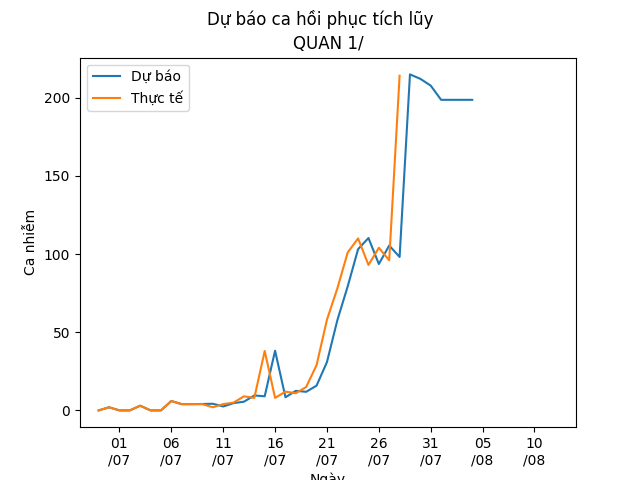 Dự báo ca hồi phục tích lũy
QUAN 1/
Dự báo
Thực tế
Ca nhiễm
200
150
100
50
0
01 06 11 16 21 26 31 05 10
/07 /07 /07 /07 /07 /07 /07 /08 /08
Ngày